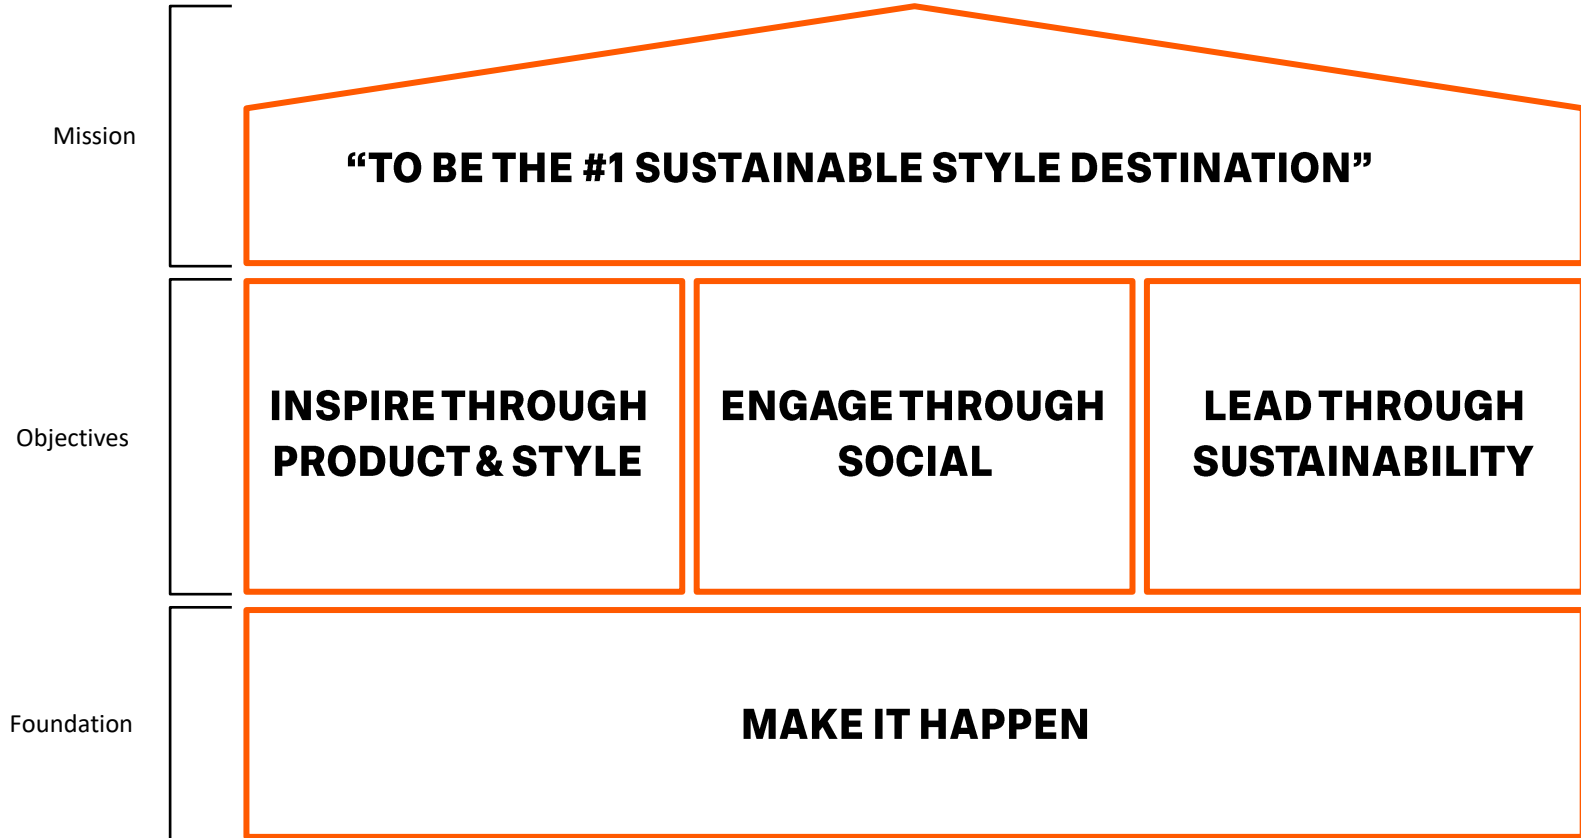 Mission
“TO BE THE #1 SUSTAINABLE STYLE DESTINATION”
Objectives
INSPIRE THROUGH
PRODUCT & STYLE
ENGAGE THROUGH
SOCIAL
LEAD THROUGH
SUSTAINABILITY
Foundation
MAKE IT HAPPEN